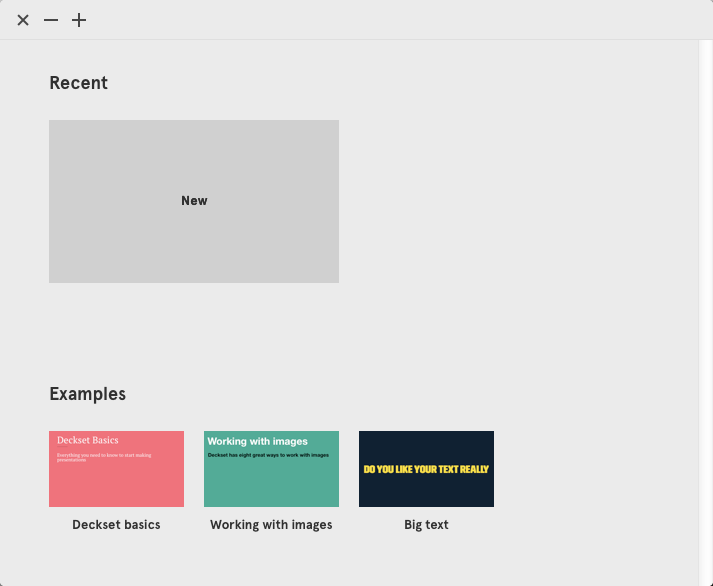 Recent
New
Examples
Deckset Basics
Everything you need to know to start making
presentations
Working with images
Deckset has eight great ways to work with images
DO YOU LIKE YOUR TEXT REALLY
Deckset basics
Working with images
Big text